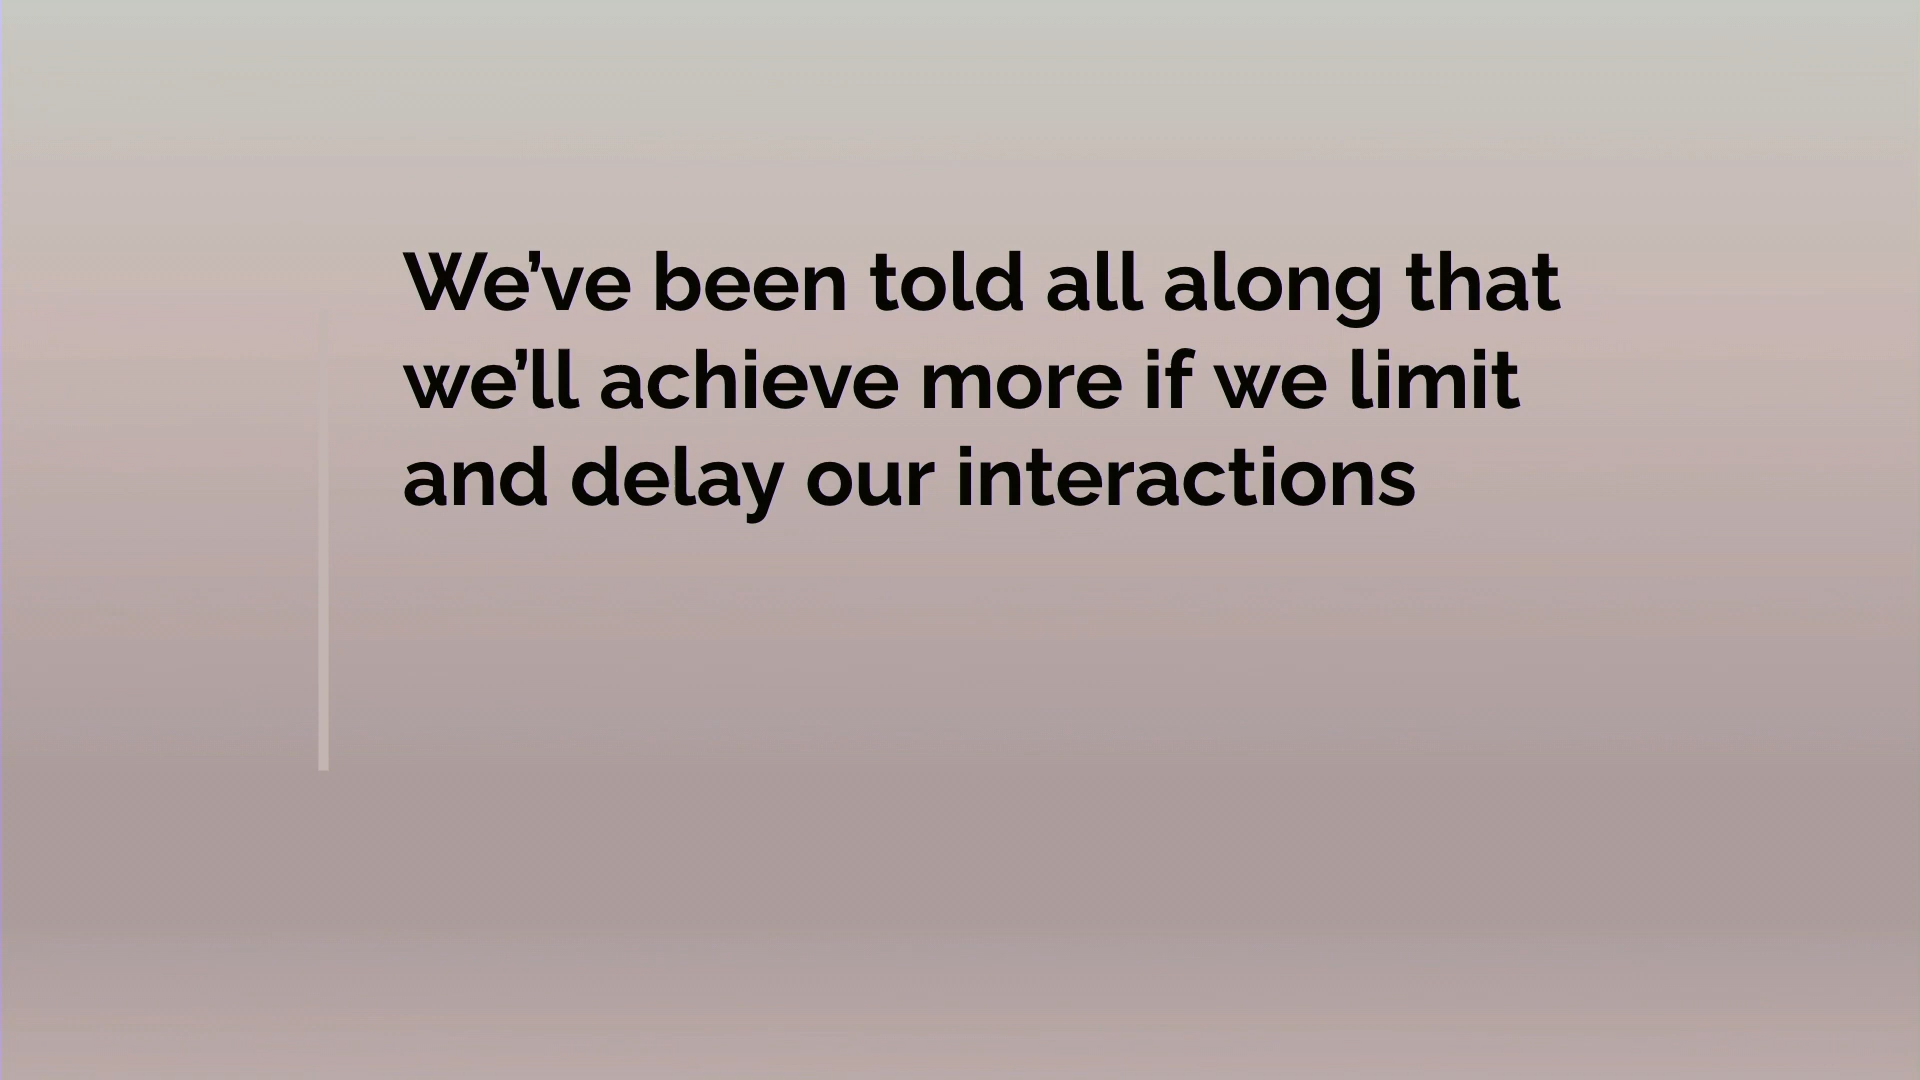 We’ve been told all along that
we’ll achieve more if we limit
and delay our interactions